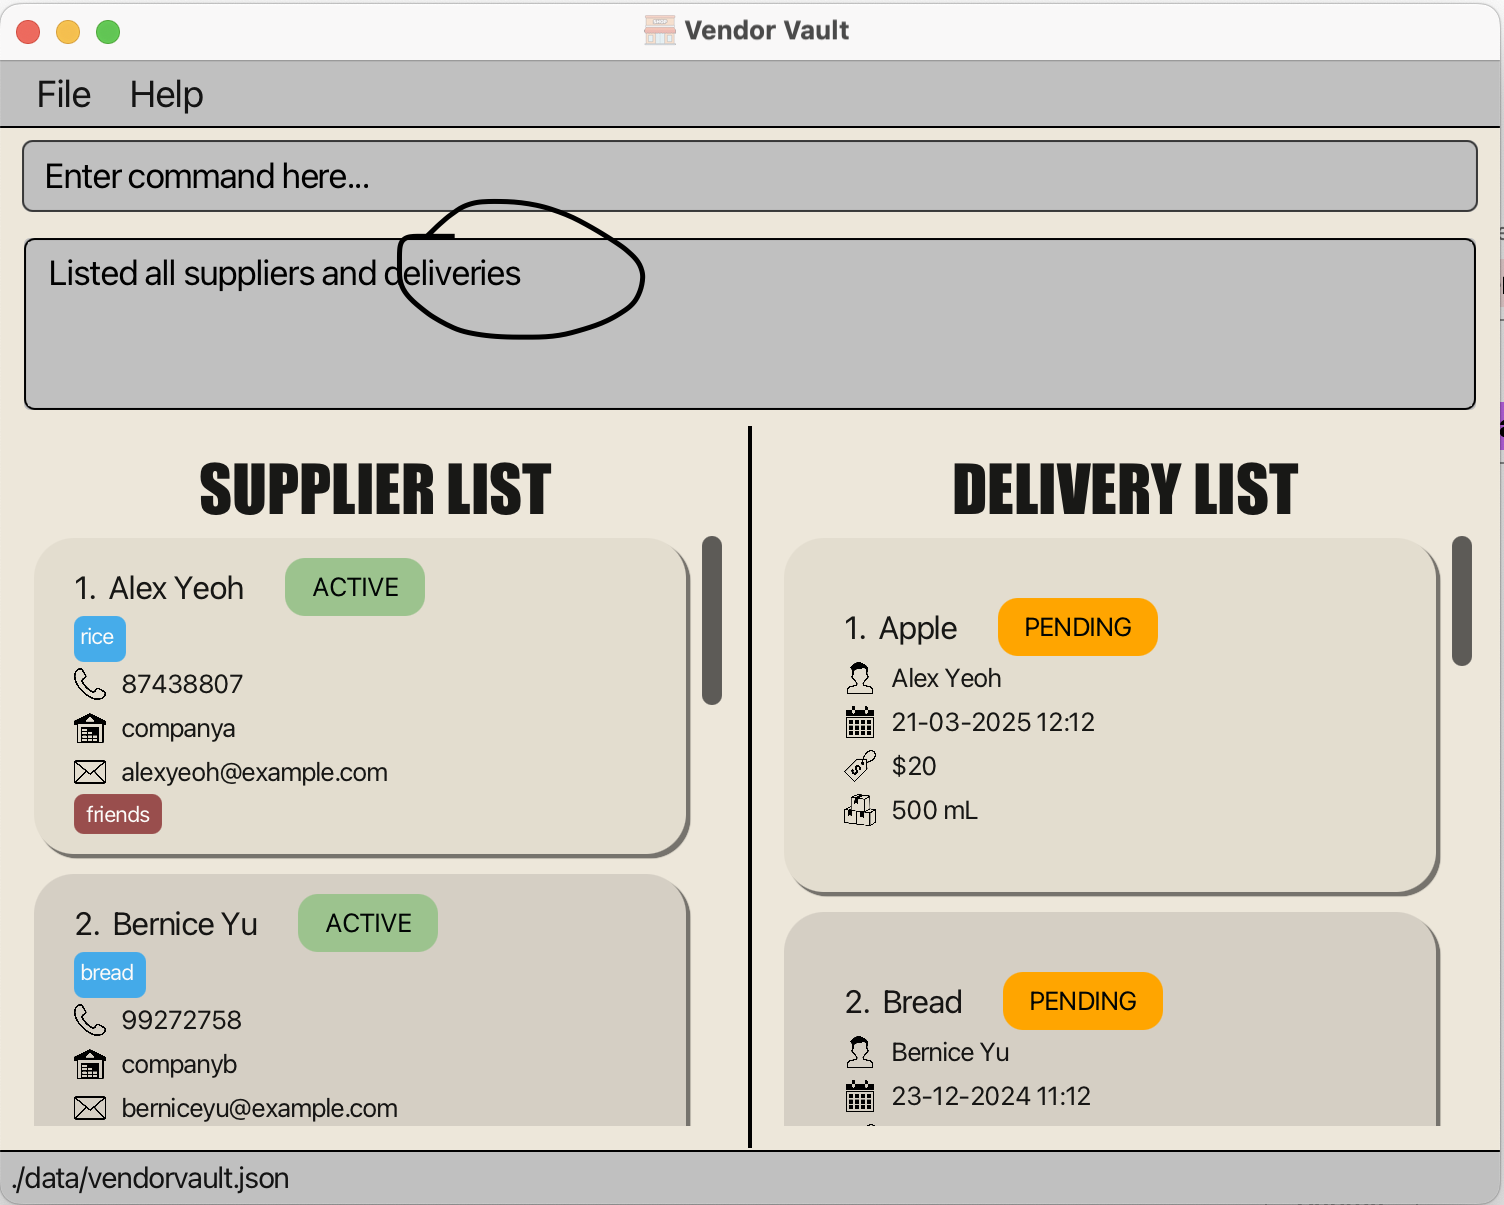 Vendor Vault
File Help
Enter command here...
Listed all suppliers and deliveries
SUPPLIER LIST
1. Alex Yeoh ACTIVE
rice
87438807
companya
alexyeoh@example.com
friends
2. Bernice Yu ACTIVE
bread
99272758
companyb
berniceyu@example.com
DELIVERY LIST
1. Apple PENDING
Alex Yeoh
21-03-2025 12:12
$20
500 mL
2. Bread PENDING
Bernice Yu
23-12-2024 11:12
./data/vendorvault.json